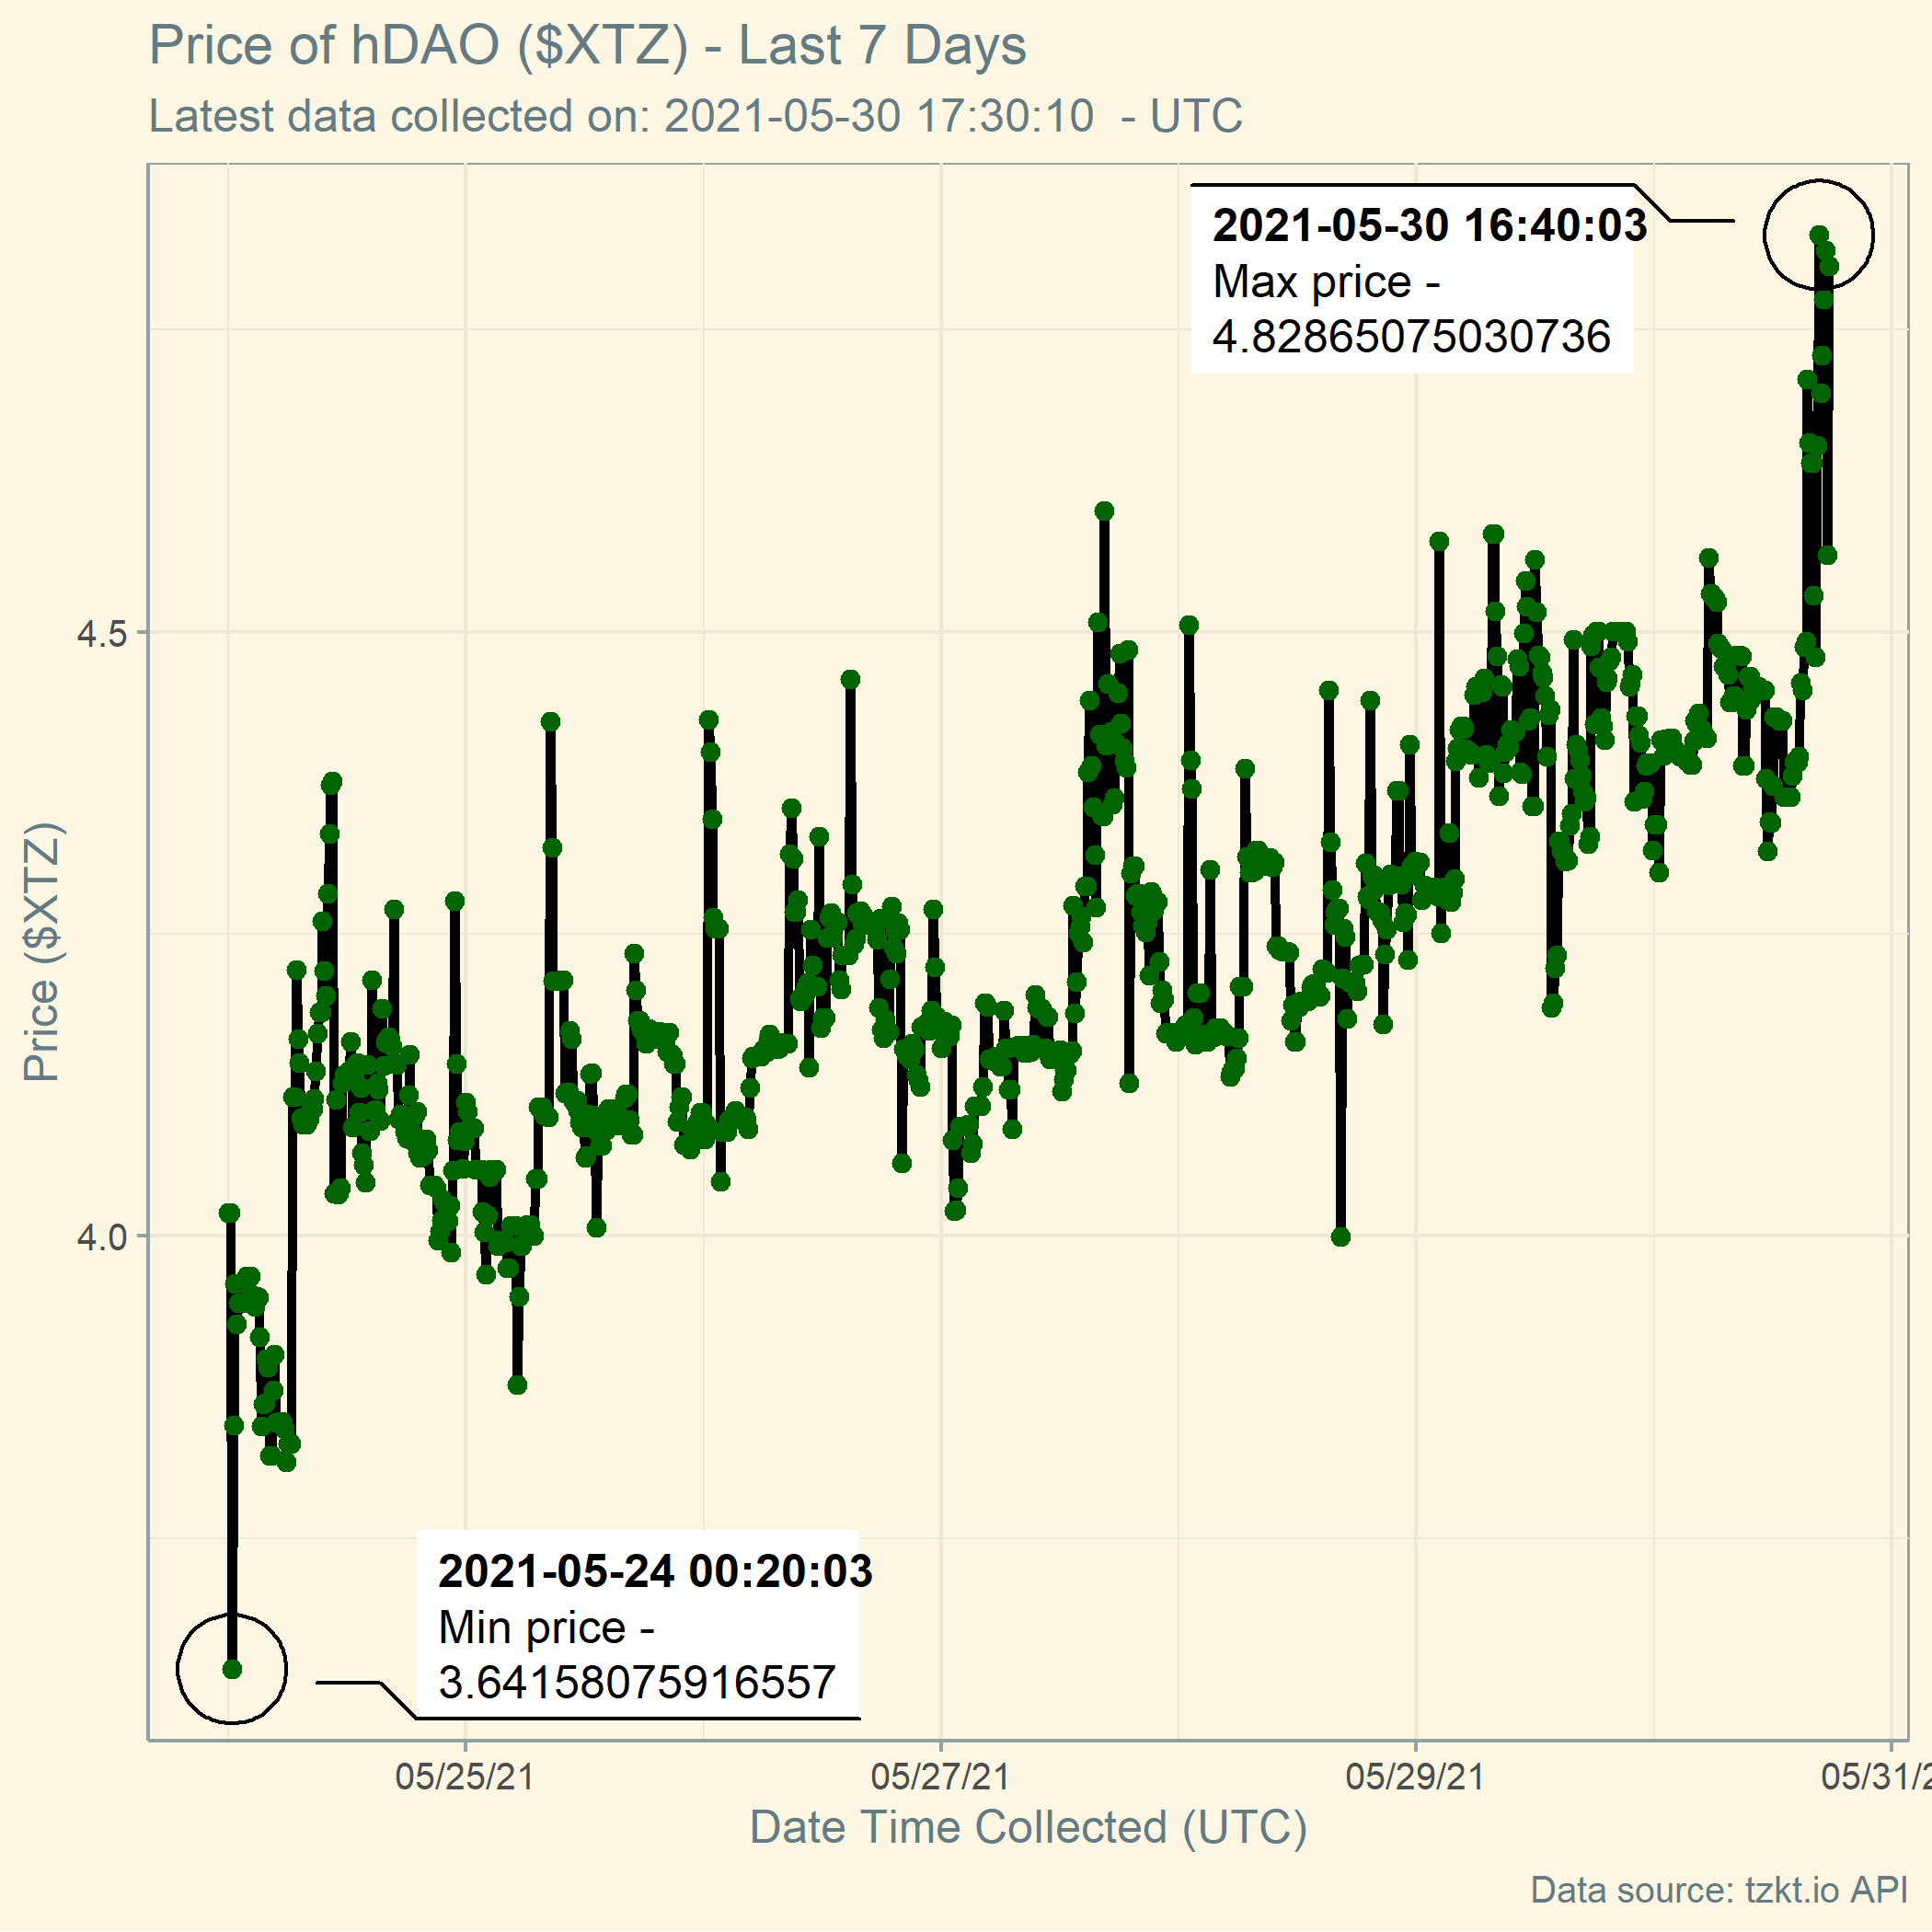 Price of hDAO ($XTZ) - Last 7 Days
Latest data collected on: 2021-05-30 17:30:10  - UTC
2021-05-30 16:40:03
Max price -
4.82865075030736
Price ($XTZ)
4.5
4.0
2021-05-24 00:20:03
Min price -
3.64158075916557
05/25/21
05/27/21
05/29/21
05/31/2
Date Time Collected (UTC)
Data source: tzkt.io API